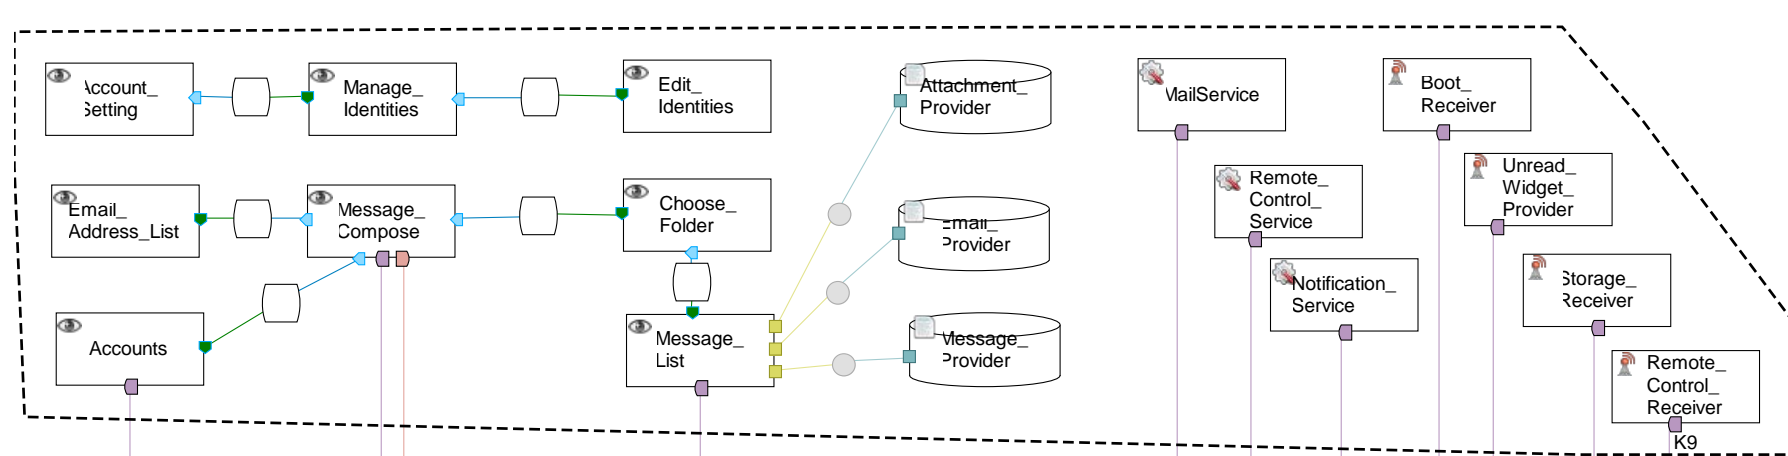 Account_
Setting
Manage_
Identities
Edit_
Identities
Attachment_
Provider
MailService
Boot_
Receiver
Email_
Address_List
Message_
Compose
Choose_
Folder
Email_
Provider
Remote_
Control_
Service
Unread_
Widget_
Provider
Notification_
Service
Storage_
Receiver
Accounts
Message_
List
Message_
Provider
Remote_
Control_
Receiver
K9